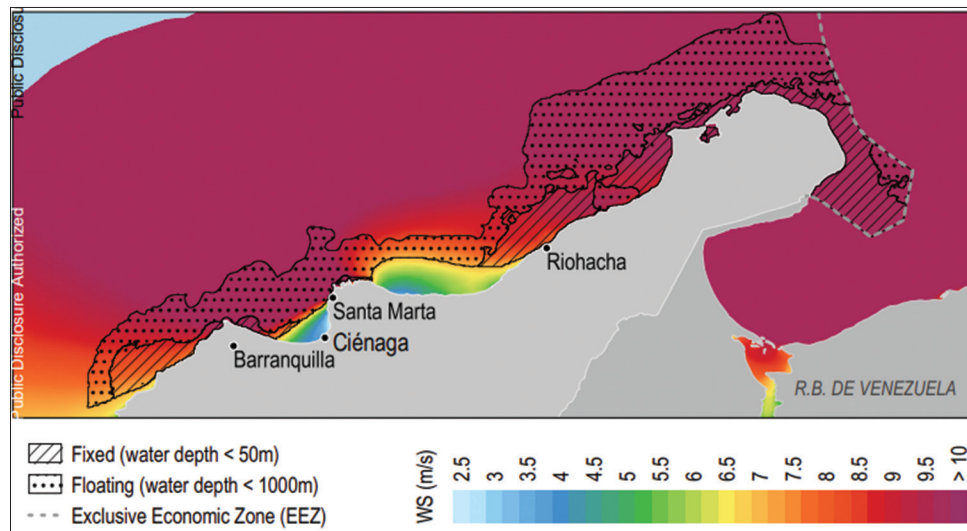 Public Disclosu
Public Disclosure Authorized
Riohacha
Santa Marta
Ciénaga
Barranquilla
R.B. DE VENEZUELA
Fixed (water depth < 50m)
Floating (water depth < 1000m)
Exclusive Economic Zone (EEZ)
WS (m/s)
2.5
3
3.5
4
4.5
5
5.5
6
6.5
7
7.5
8
8.5
9
9.5
> 10